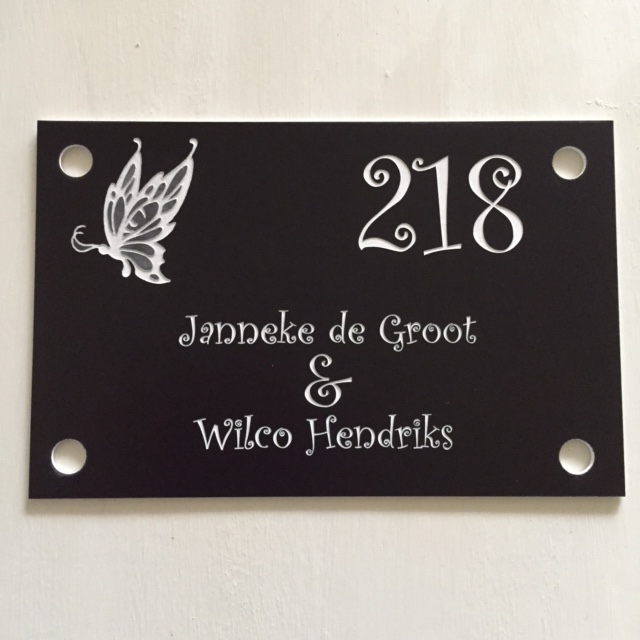 218
Janneke de Groot
&
Wilco Hendriks